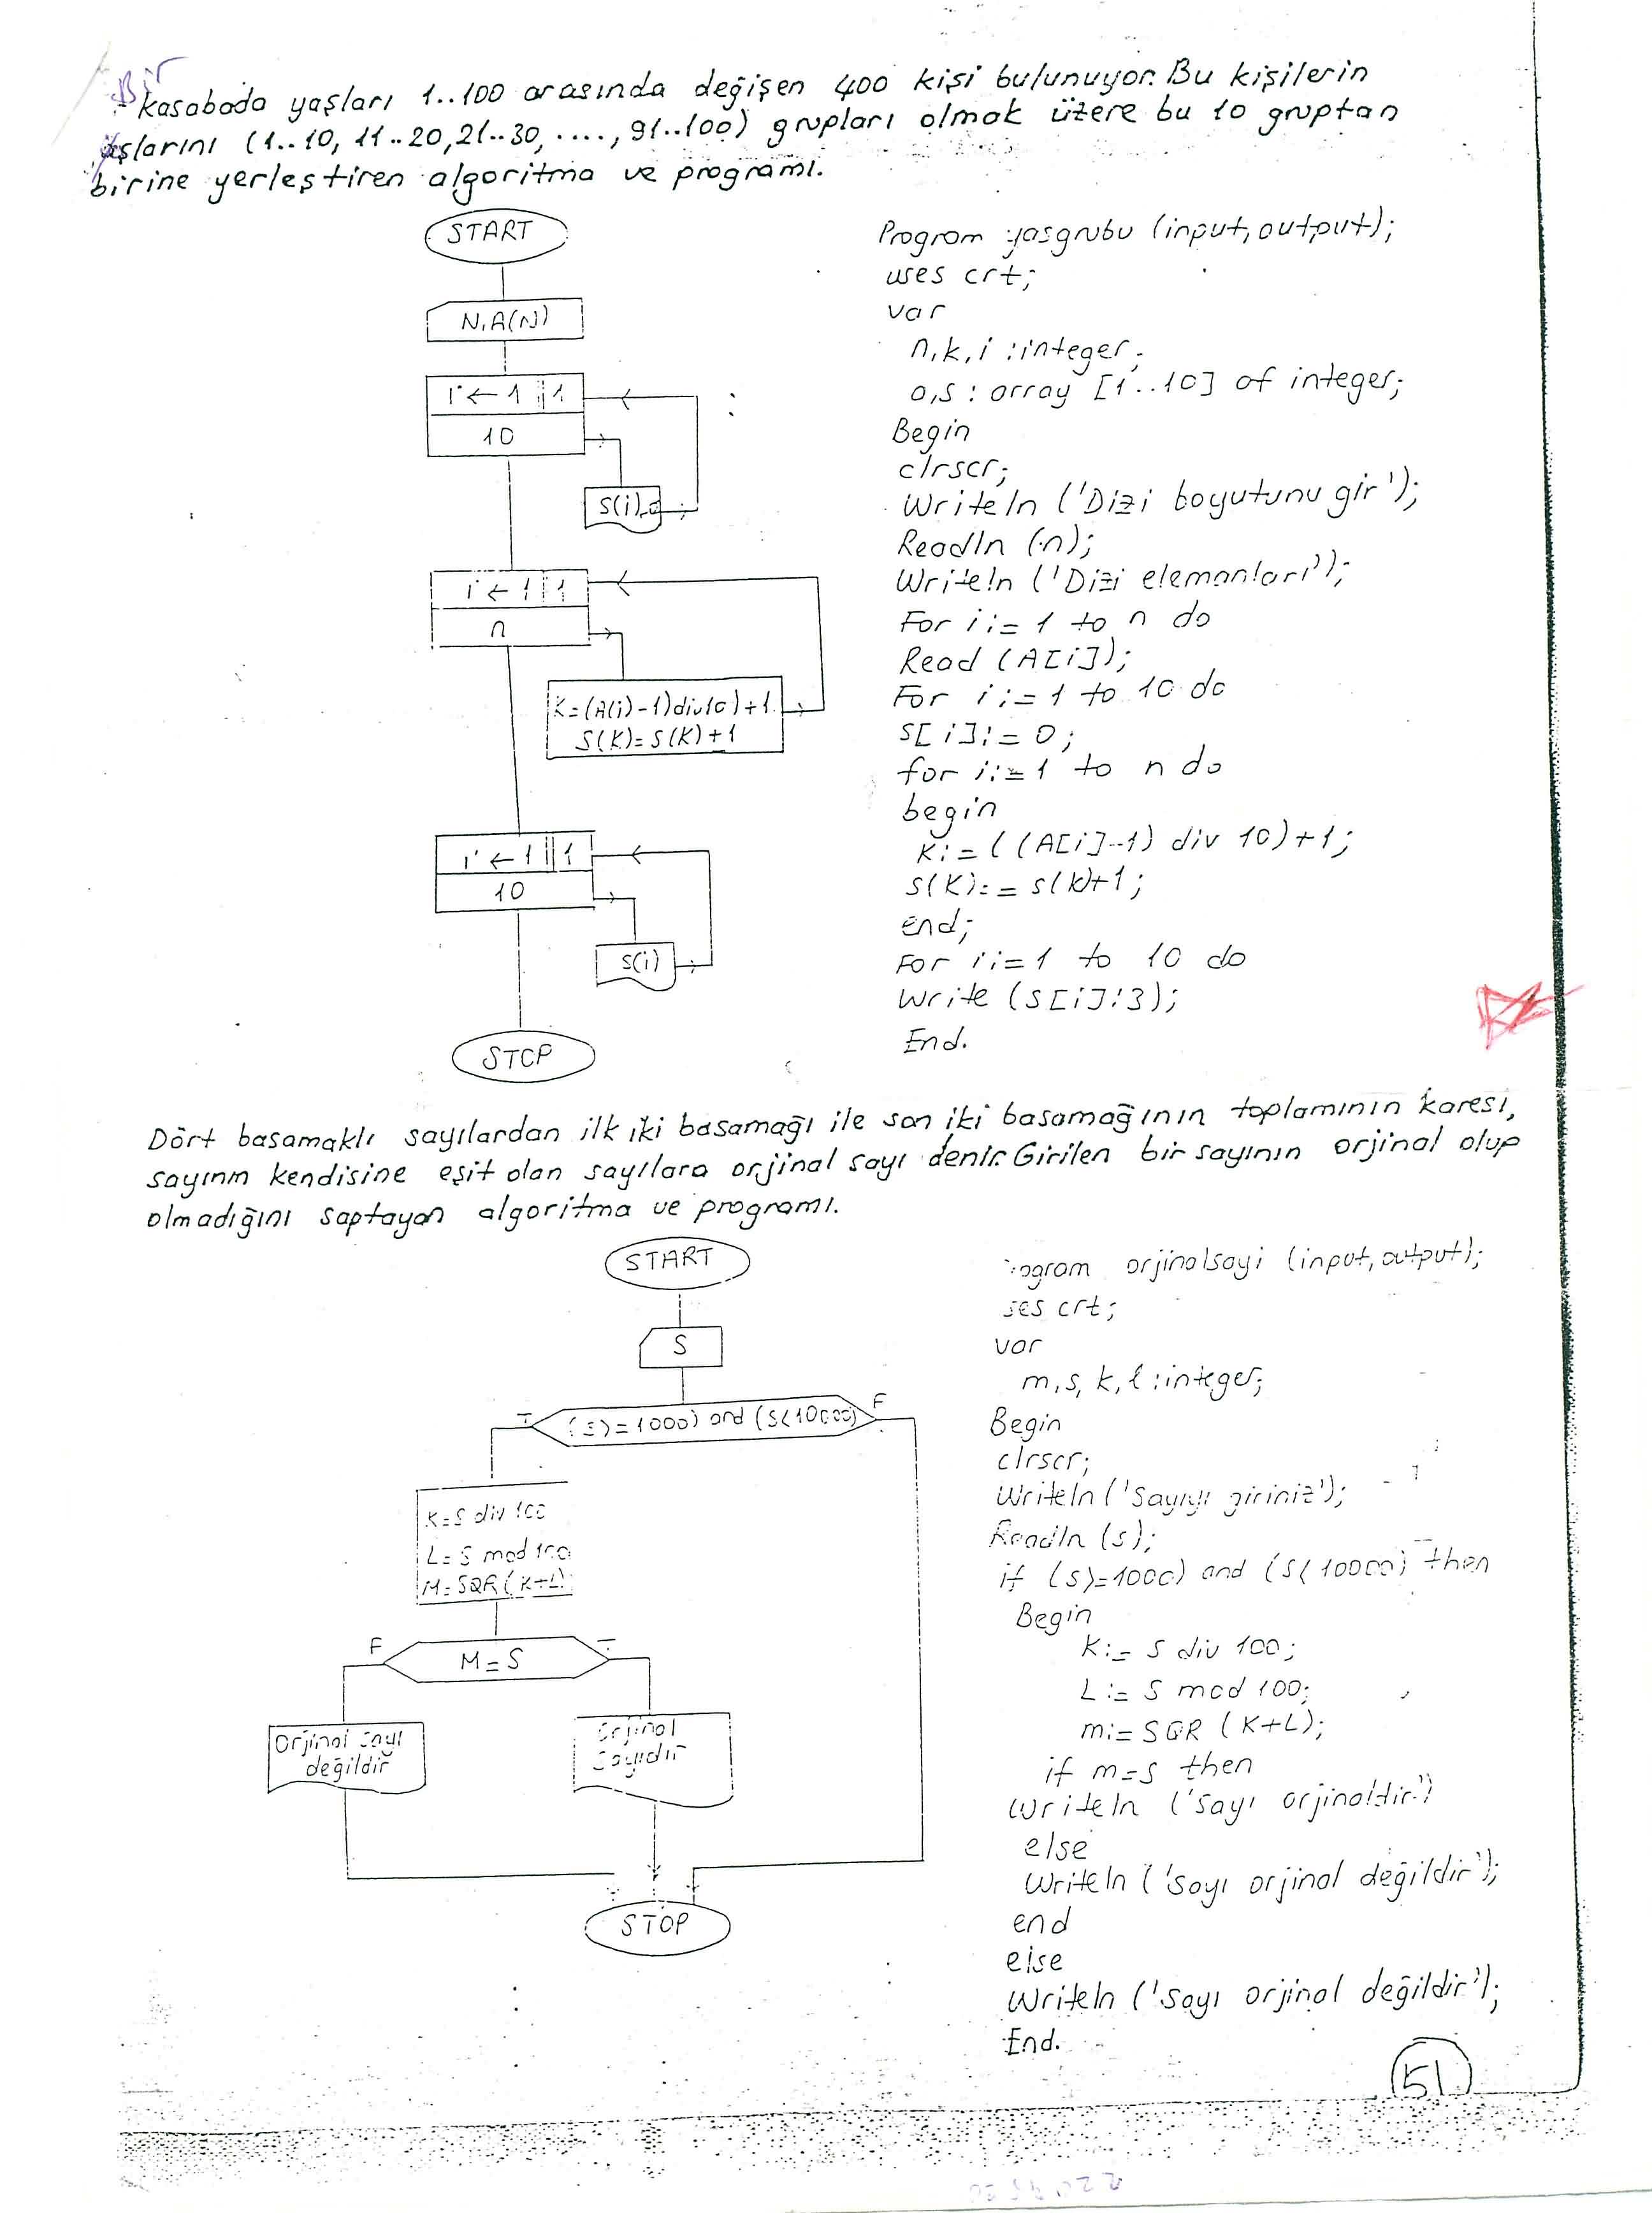 Bir
kasabada yaşları 1..100 arasında değişen 400 kişi bulunuyor. Bu kişilerin
yaşlarını (1..10, 11..20, 21..30, ...., 91..100) grupları olmak üzere bu 10 gruptan
birine yerleştiren algoritma ve programı.
START
N,A(N)
i ← 1 || 1
10
S(i)
i ← 1 || 1
n
K=(A(i)-1)div10)+1
S(K)=S(K)+1
i ← 1 || 1
10
S(i)
STOP
Program yasgrubu (input,output);
uses crt;
var
n,k,i :integer;
a,s : array [1..10] of integer;
Begin
clrscr;
Writeln ('Dizi boyutunu gir');
Readln (n);
Writeln ('Dizi elemanları');
For i:= 1 to n do
Read (A[i]);
For i:= 1 to 10 do
S[i]:= 0;
for i:= 1 to n do
begin
K:= ((A[i]-1) div 10)+1;
S(K):= s(k)+1;
end;
For i:=1 to 10 do
Write (S[i]:3);
End.
Dört basamaklı sayılardan ilk iki basamağı ile son iki basamağının toplamının karesi,
sayının kendisine eşit olan sayılara orjinal sayı denir. Girilen bir sayının orjinal olup
olmadığını saptayan algoritma ve programı.
START
S
T (S>=1000) and (S<10000) F
K=S div 100
L=S mod 100
M=SQR(K+L)
F M=S T
Orjinal sayı
değildir
Orjinal
sayıdır
STOP
ogram orjinalsayi (input,output);
ses crt;
var
m,s,k,l :integer;
Begin
clrscr;
Writeln ('Sayıyı giriniz');
Readln (s);
if (s>=1000) and (S<10000) then
Begin
K:= S div 100;
L:= S mod 100;
m:= SQR (K+L);
if m=s then
Writeln ('Sayı orjinaldir.')
else
Writeln ('Sayı orjinal değildir');
end
else
Writeln ('Sayı orjinal değildir');
End.
51